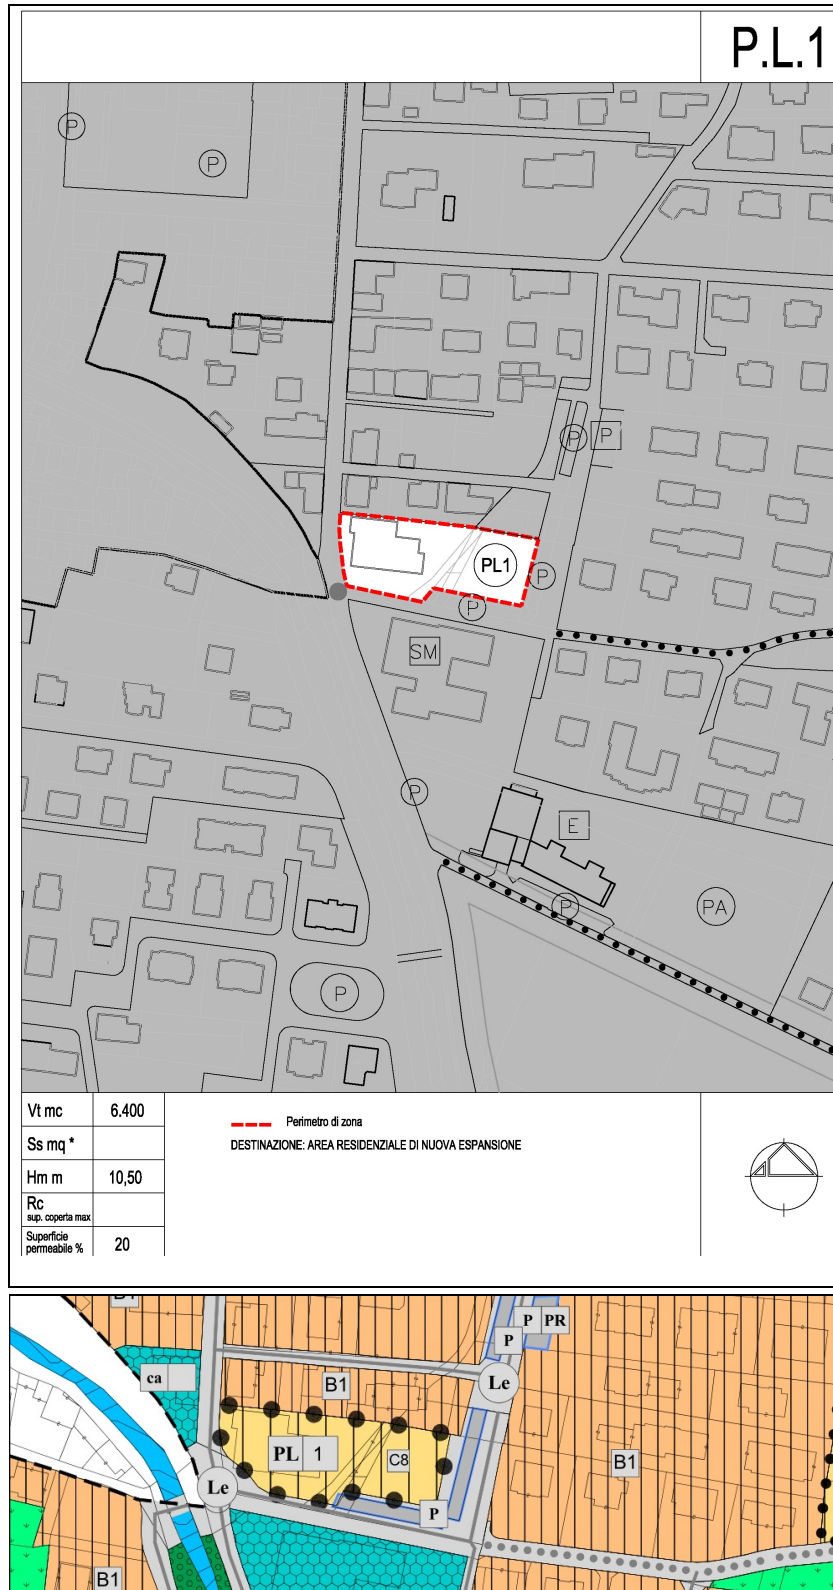 P.L.1
P
P
P
P
PL1
P
P
SM
P
E
P
PA
P
Vt mc 6.400
Ss mq *
Hm m 10,50
Rc
sup. coperta max
Superficie
permeabile % 20
Perimetro di zona
DESTINAZIONE: AREA RESIDENZIALE DI NUOVA ESPANSIONE
B1
P PR
P
ca
B1
Le
PL 1
C8
B1
Le
P
B1